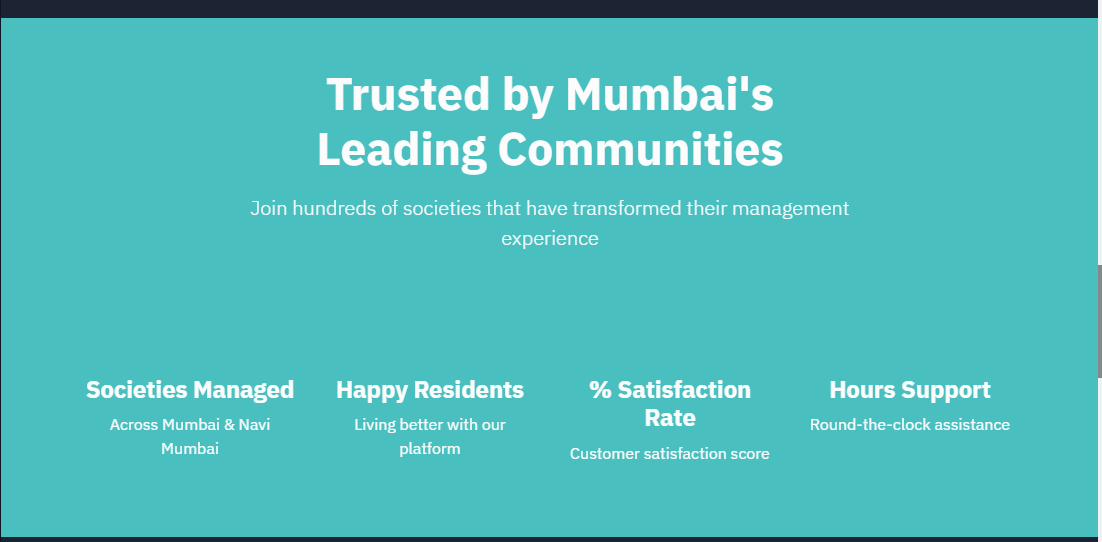 Trusted by Mumbai's
Leading Communities
Join hundreds of societies that have transformed their management
experience
Societies Managed
Across Mumbai & Navi
Mumbai
Happy Residents
Living better with our
platform
% Satisfaction
Rate
Customer satisfaction score
Hours Support
Round-the-clock assistance